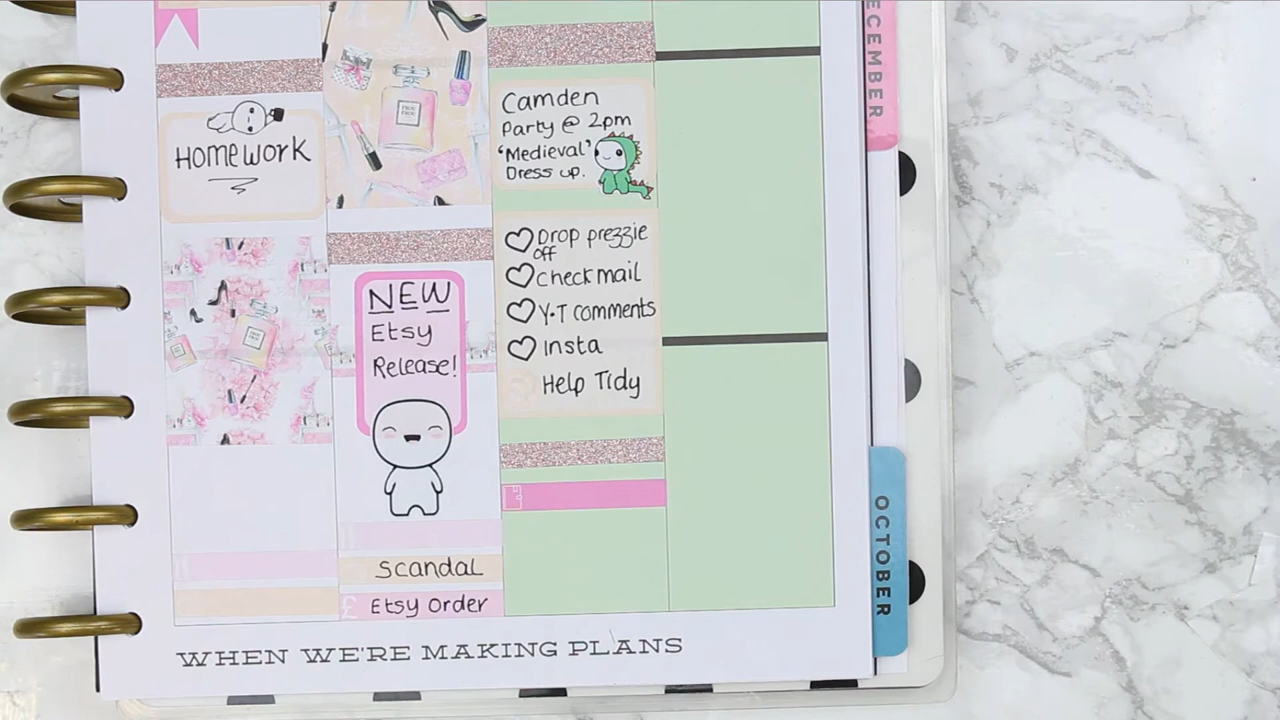 HOMEWORK
NEW
Etsy
Release!
Scandal
Etsy Order
Camden
Party @ 2pm
'Medieval'
Dress up.
Drop prezzie
off
Check mail
Y.T comments
Insta
Help Tidy
WHEN WE'RE MAKING PLANS
ECEMBER
OCTOBER